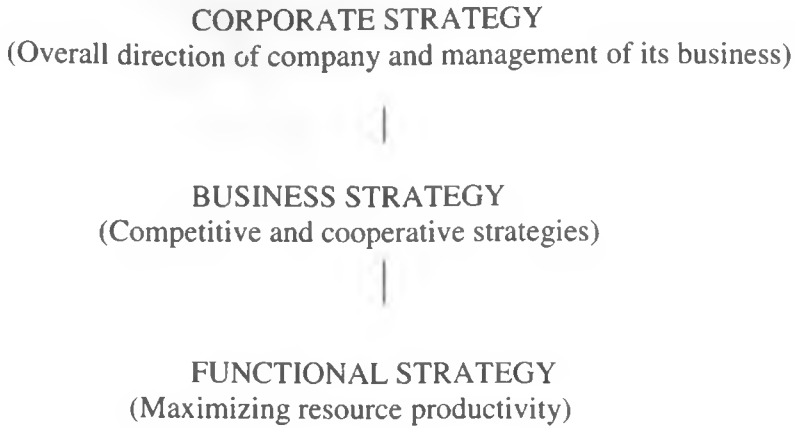 CORPORATE STRATEGY
(Overall direction of company and management of its business)
BUSINESS STRATEGY
(Competitive and cooperative strategies)
FUNCTIONAL STRATEGY
(Maximizing resource productivity)